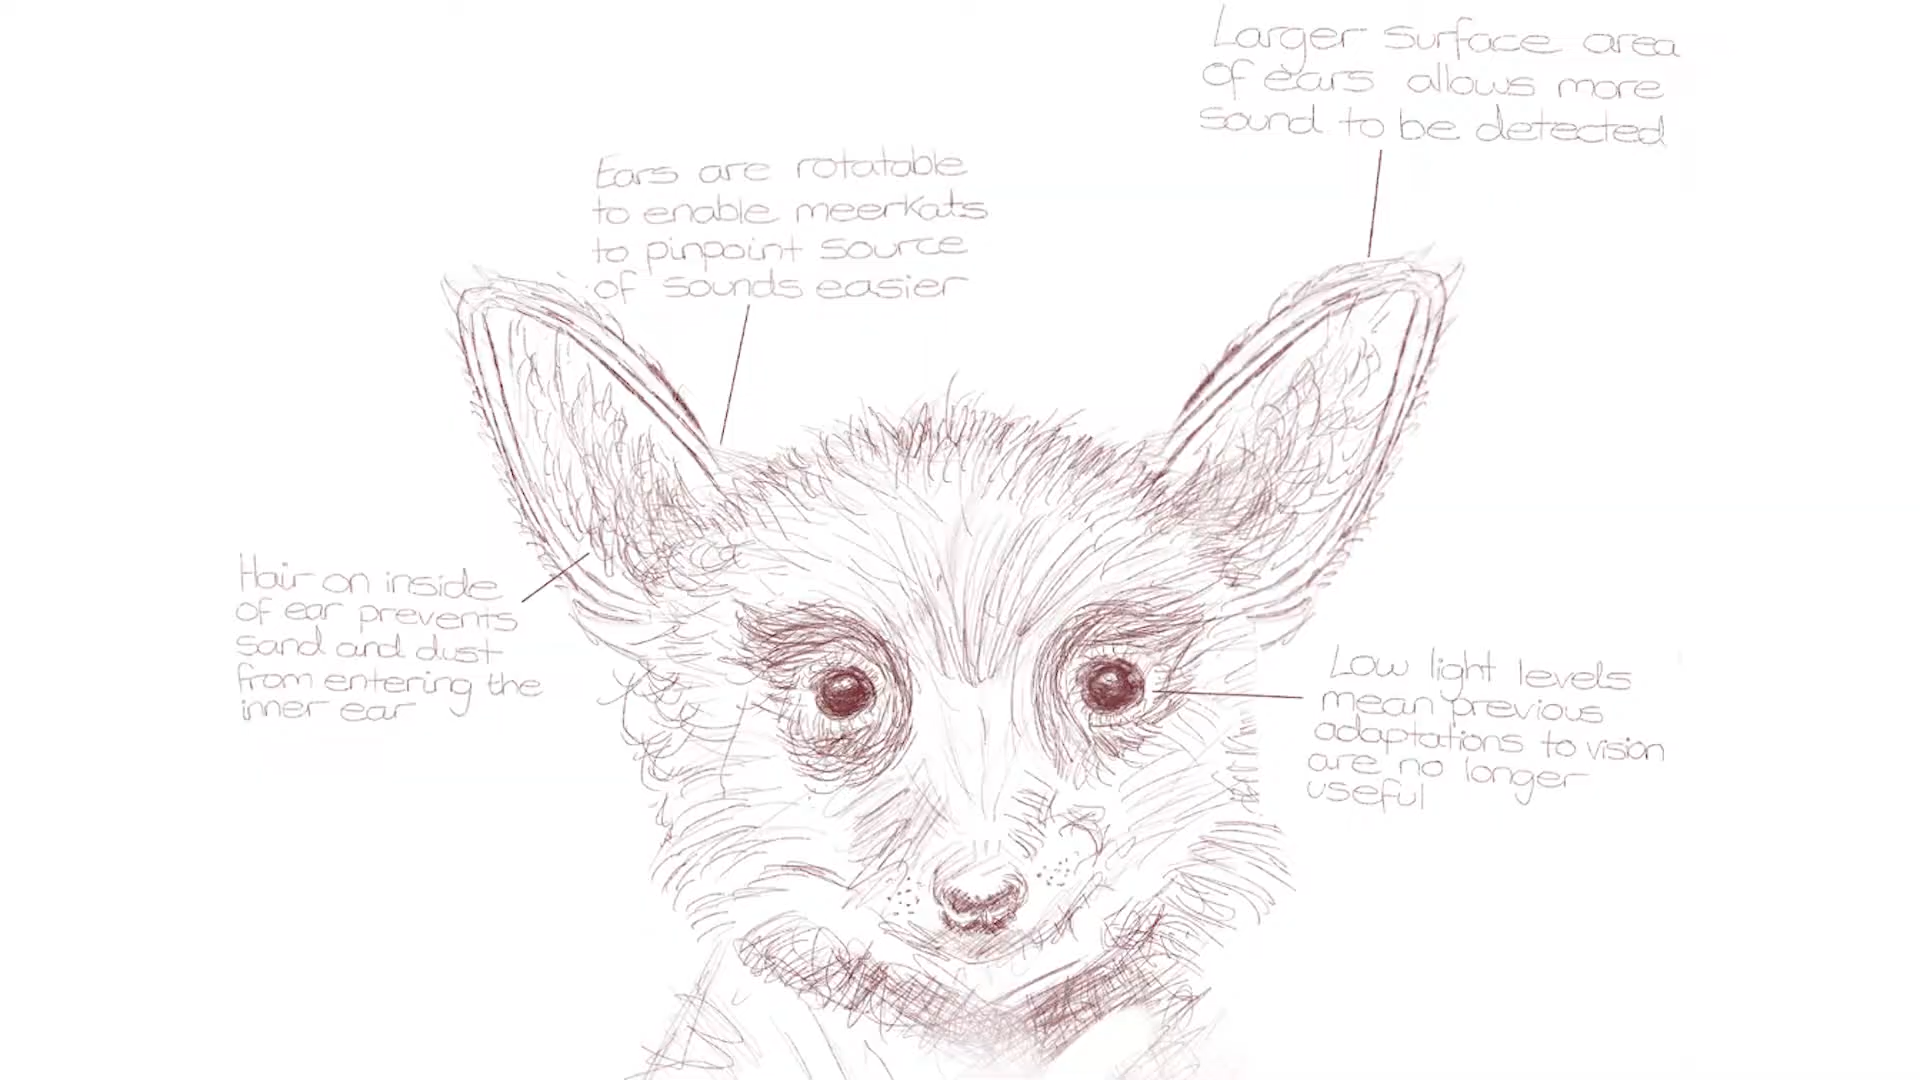 Larger surface area
of ears allows more
sound to be detected
Ears are rotatable
to enable meerkats
to pinpoint source
of sounds easier
Hair on inside
of ear prevents
sand and dust
from entering the
inner ear
Low light levels
mean previous
adaptations to vision
are no longer
useful